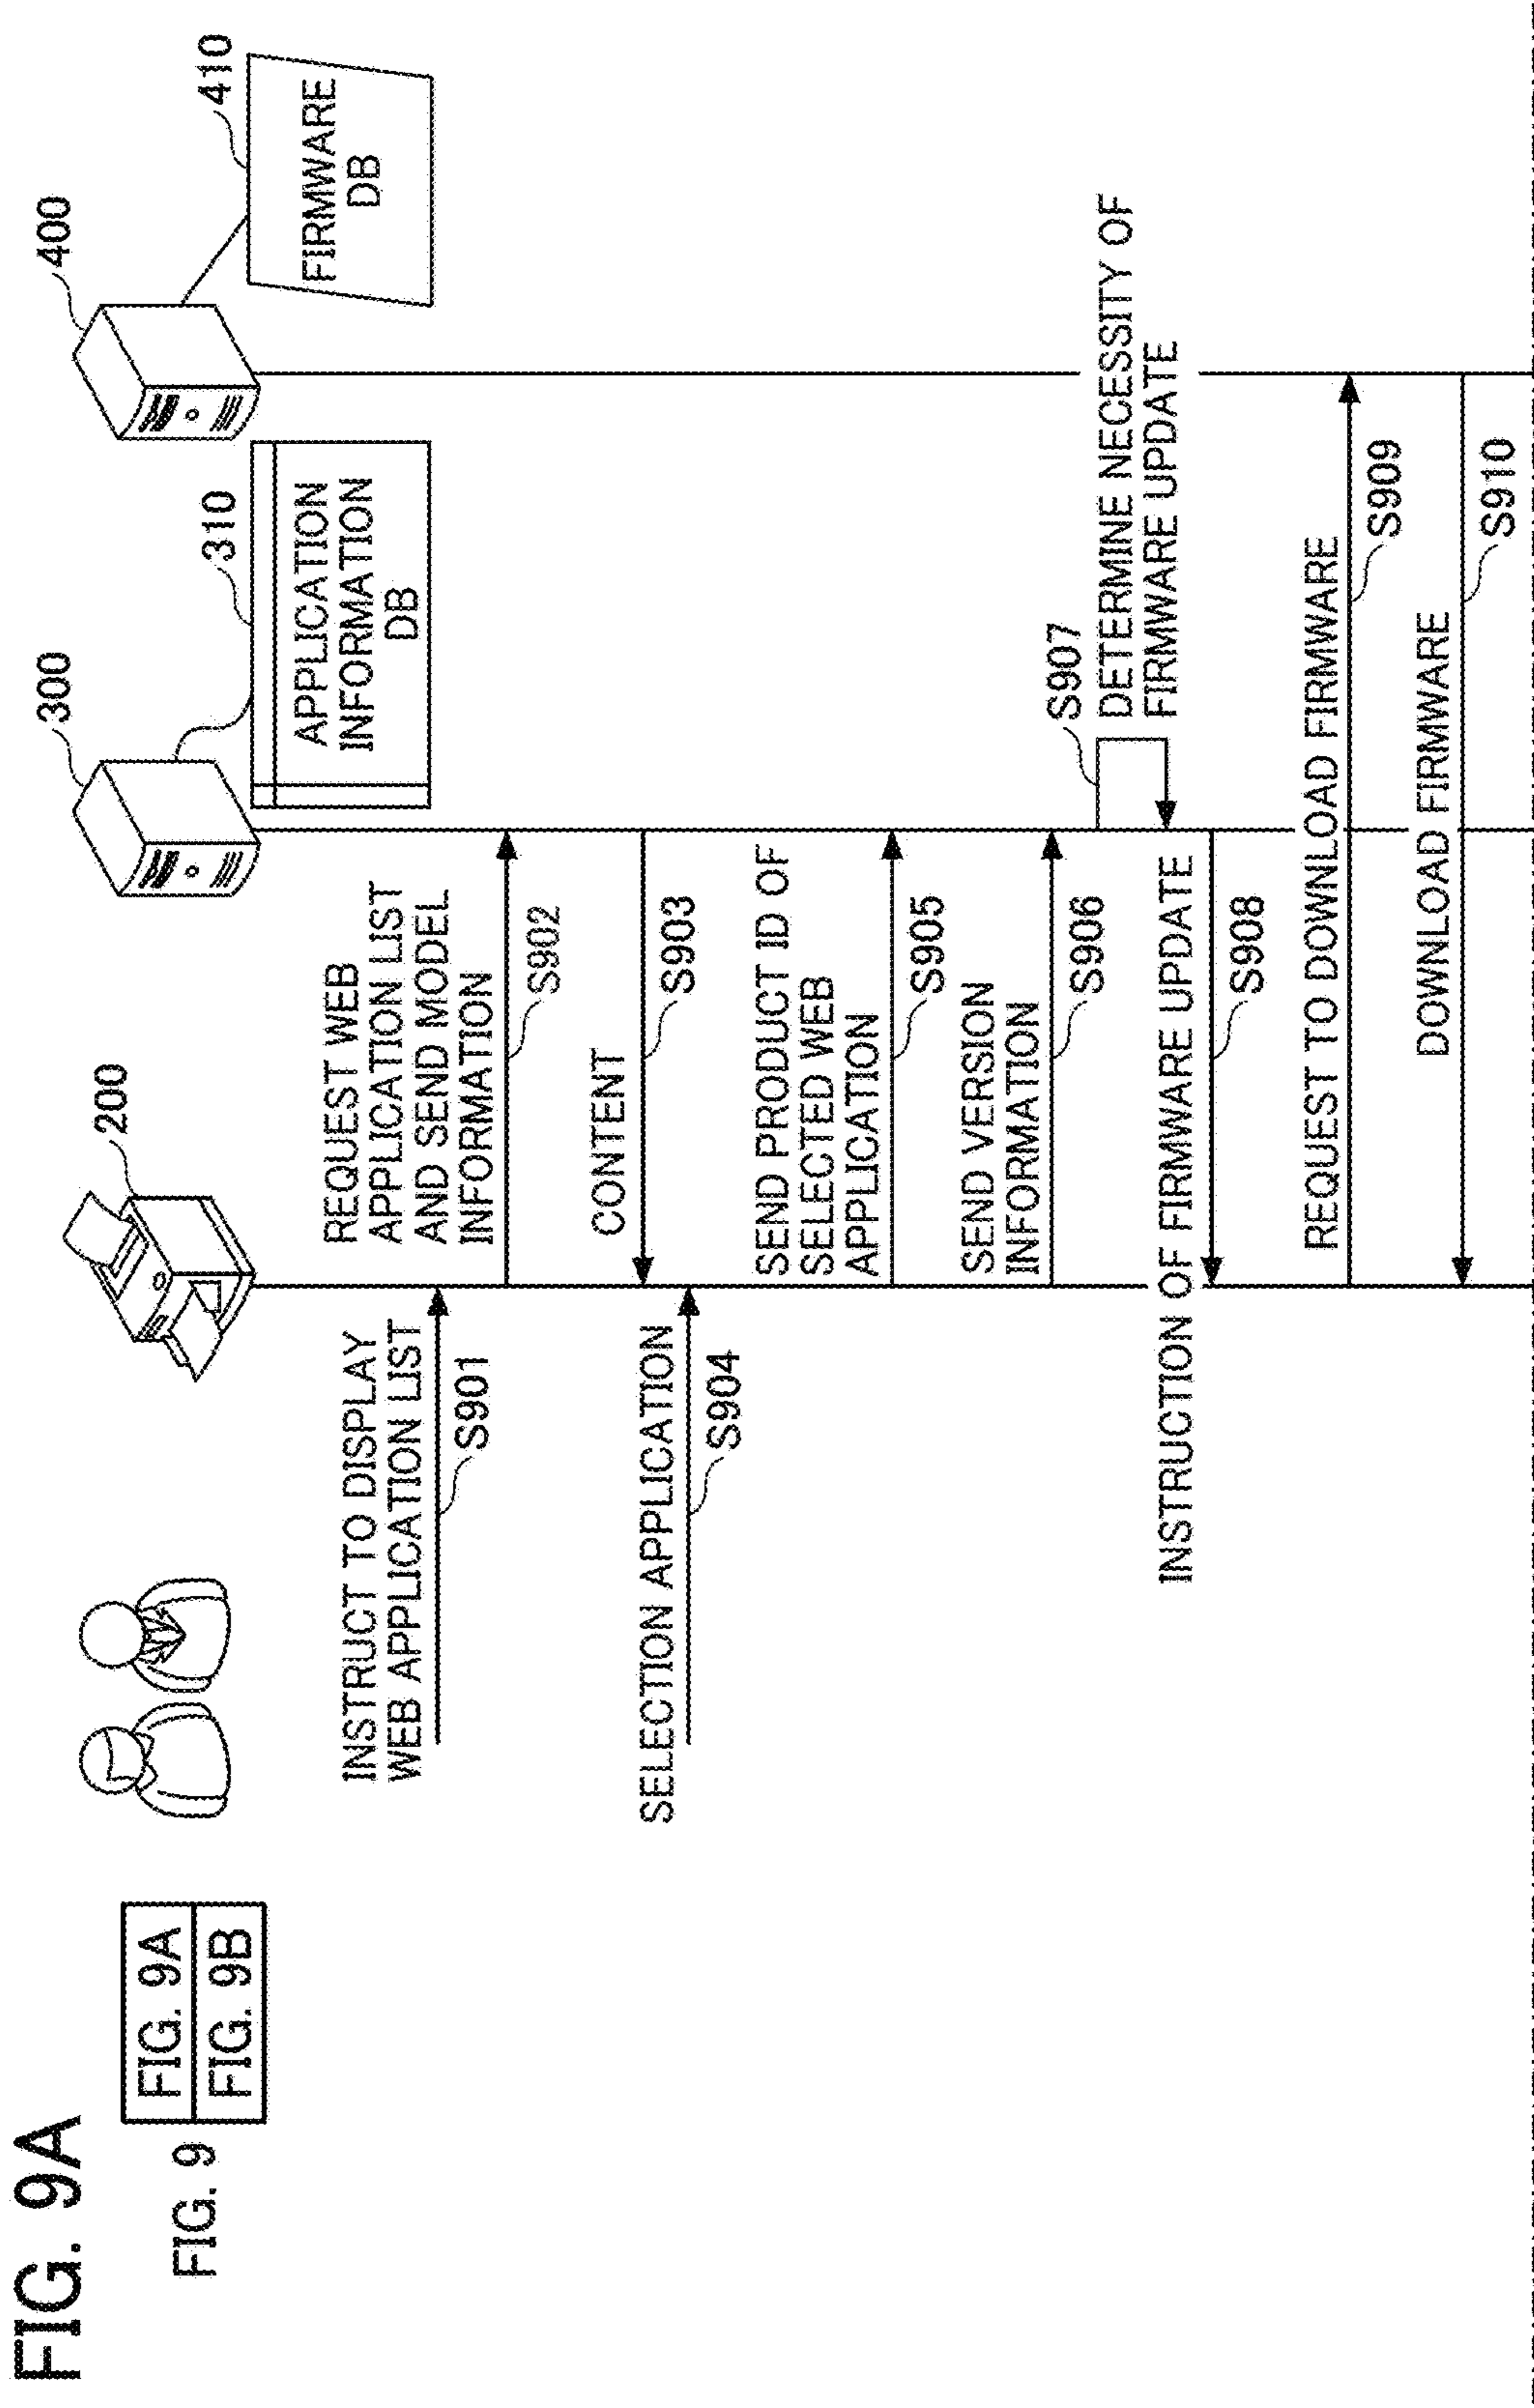 FIG. 9A
FIG. 9
FIG. 9A
FIG. 9B
200
300
310
APPLICATION
INFORMATION
DB
400
410
FIRMWARE
DB
INSTRUCT TO DISPLAY
WEB APPLICATION LIST
S901
REQUEST WEB
APPLICATION LIST
AND SEND MODEL
INFORMATION
S902
CONTENT
S903
SELECTION APPLICATION
S904
SEND PRODUCT ID OF
SELECTED WEB
APPLICATION
S905
SEND VERSION
INFORMATION
S906
S907
DETERMINE NECESSITY OF
FIRMWARE UPDATE
INSTRUCTION OF FIRMWARE UPDATE
S908
REQUEST TO DOWNLOAD FIRMWARE
S909
DOWNLOAD FIRMWARE
S910